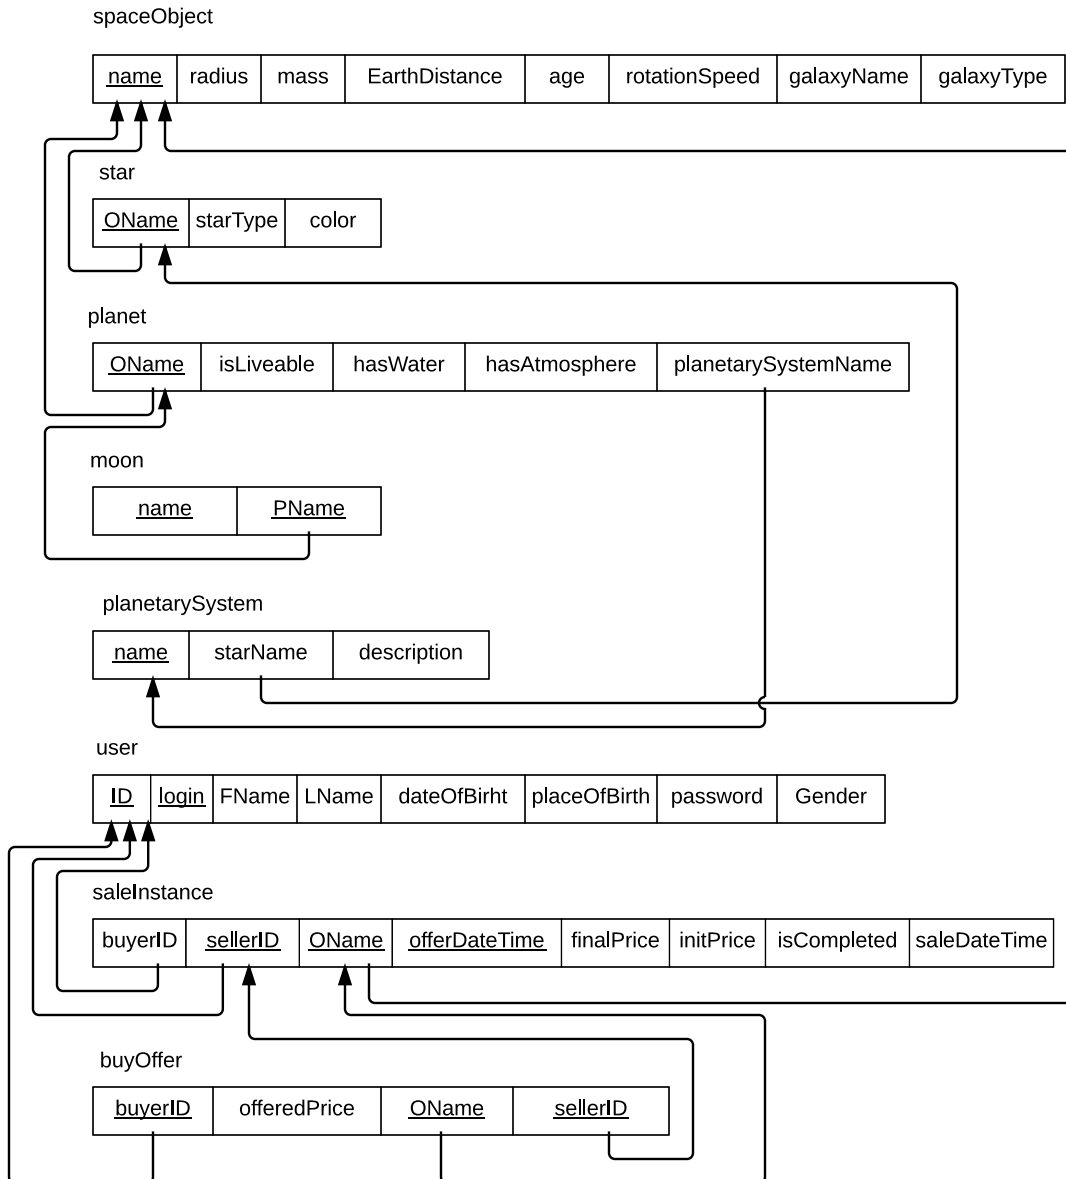 spaceObject
name radius mass EarthDistance age rotationSpeed galaxyName galaxyType
star
OName starType color
planet
OName isLiveable hasWater hasAtmosphere planetarySystemName
moon
name PName
planetarySystem
name starName description
user
ID login FName LName dateOfBirht placeOfBirth password Gender
saleInstance
buyerID sellerID OName offerDateTime finalPrice initPrice isCompleted saleDateTime
buyOffer
buyerID offeredPrice OName sellerID